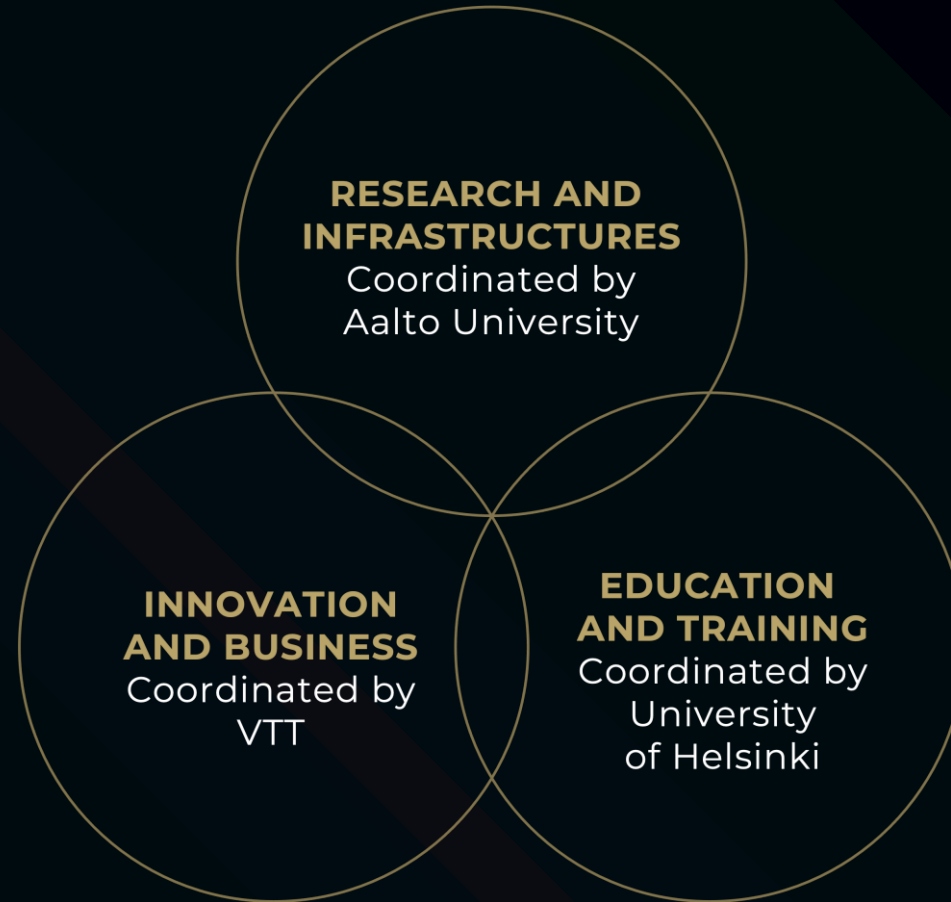 RESEARCH AND
INFRASTRUCTURES
Coordinated by
Aalto University
INNOVATION
AND BUSINESS
Coordinated by
VTT
EDUCATION
AND TRAINING
Coordinated by
University
of Helsinki